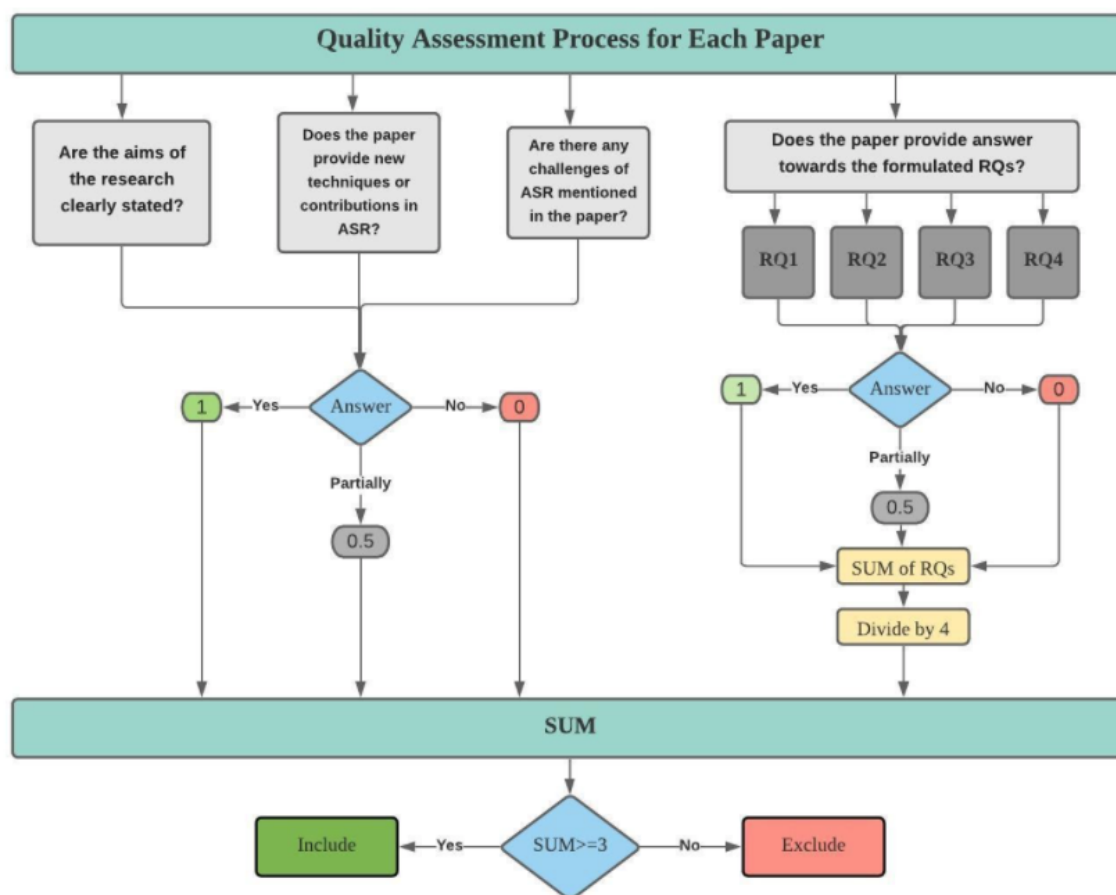 Quality Assessment Process for Each Paper
Are the aims of
the research
clearly stated?
Does the paper
provide new
techniques or
contributions in
ASR?
Are there any
challenges of
ASR mentioned
in the paper?
Does the paper provide answer
towards the formulated RQs?
RQ1
RQ2
RQ3
RQ4
1
Yes
Answer
No
0
Partially
0.5
1
Yes
Answer
No
0
Partially
0.5
SUM of RQs
Divide by 4
SUM
Include
Yes
SUM>=3
No
Exclude